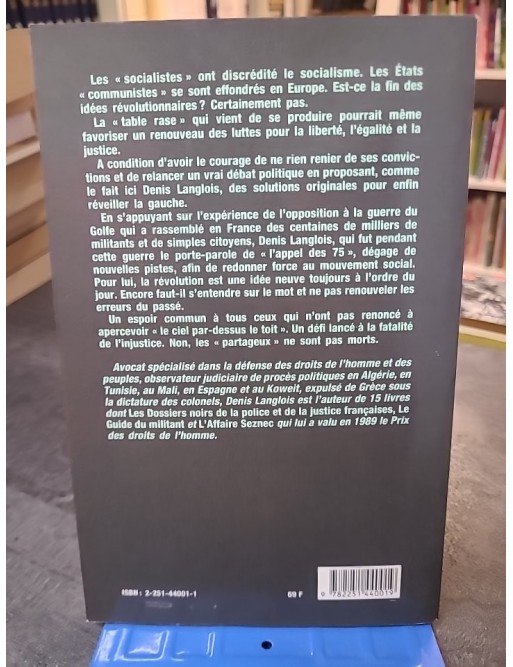 Les « socialistes » ont discrédité le socialisme. Les États
« communistes » se sont effondrés en Europe. Est-ce la fin des
idées révolutionnaires ? Certainement pas.
La « table rase » qui vient de se produire pourrait même
favoriser un renouveau des luttes pour la liberté, l'égalité et la
justice.
A condition d'avoir le courage de ne rien renier de ses convic-
tions et de relancer un vrai débat politique en proposant, comme
le fait ici Denis Langlois, des solutions originales pour enfin
réveiller la gauche.
En s'appuyant sur l'expérience de l'opposition à la guerre du
Golfe qui a rassemblé en France des centaines de milliers de
militants et de simples citoyens, Denis Langlois, qui fut pendant
cette guerre le porte-parole de « l'appel des 75 », dégage de
nouvelles pistes, afin de redonner force au mouvement social.
Pour lui, la révolution est une idée neuve toujours à l'ordre du
jour. Encore faut-il s'entendre sur le mot et ne pas renouveler les
erreurs du passé.
Un espoir commun à tous ceux qui n'ont pas renoncé à
apercevoir « le ciel par-dessus le toit ». Un défi lancé à la fatalité
de l'injustice. Non, les « partageux » ne sont pas morts.
Avocat spécialisé dans la défense des droits de l'homme et des
peuples, observateur judiciaire de procès politiques en Algérie, en
Tunisie, au Mali, en Espagne et au Koweit, expulsé de Grèce sous
la dictature des colonels, Denis Langlois est l'auteur de 15 livres
dont Les Dossiers noirs de la police et de la justice françaises, Le
Guide du militant et L'Affaire Seznec qui lui a valu en 1989 le Prix
des droits de l'homme.
ISBN : 2-251-44001-1
69 F
9 782251 440019